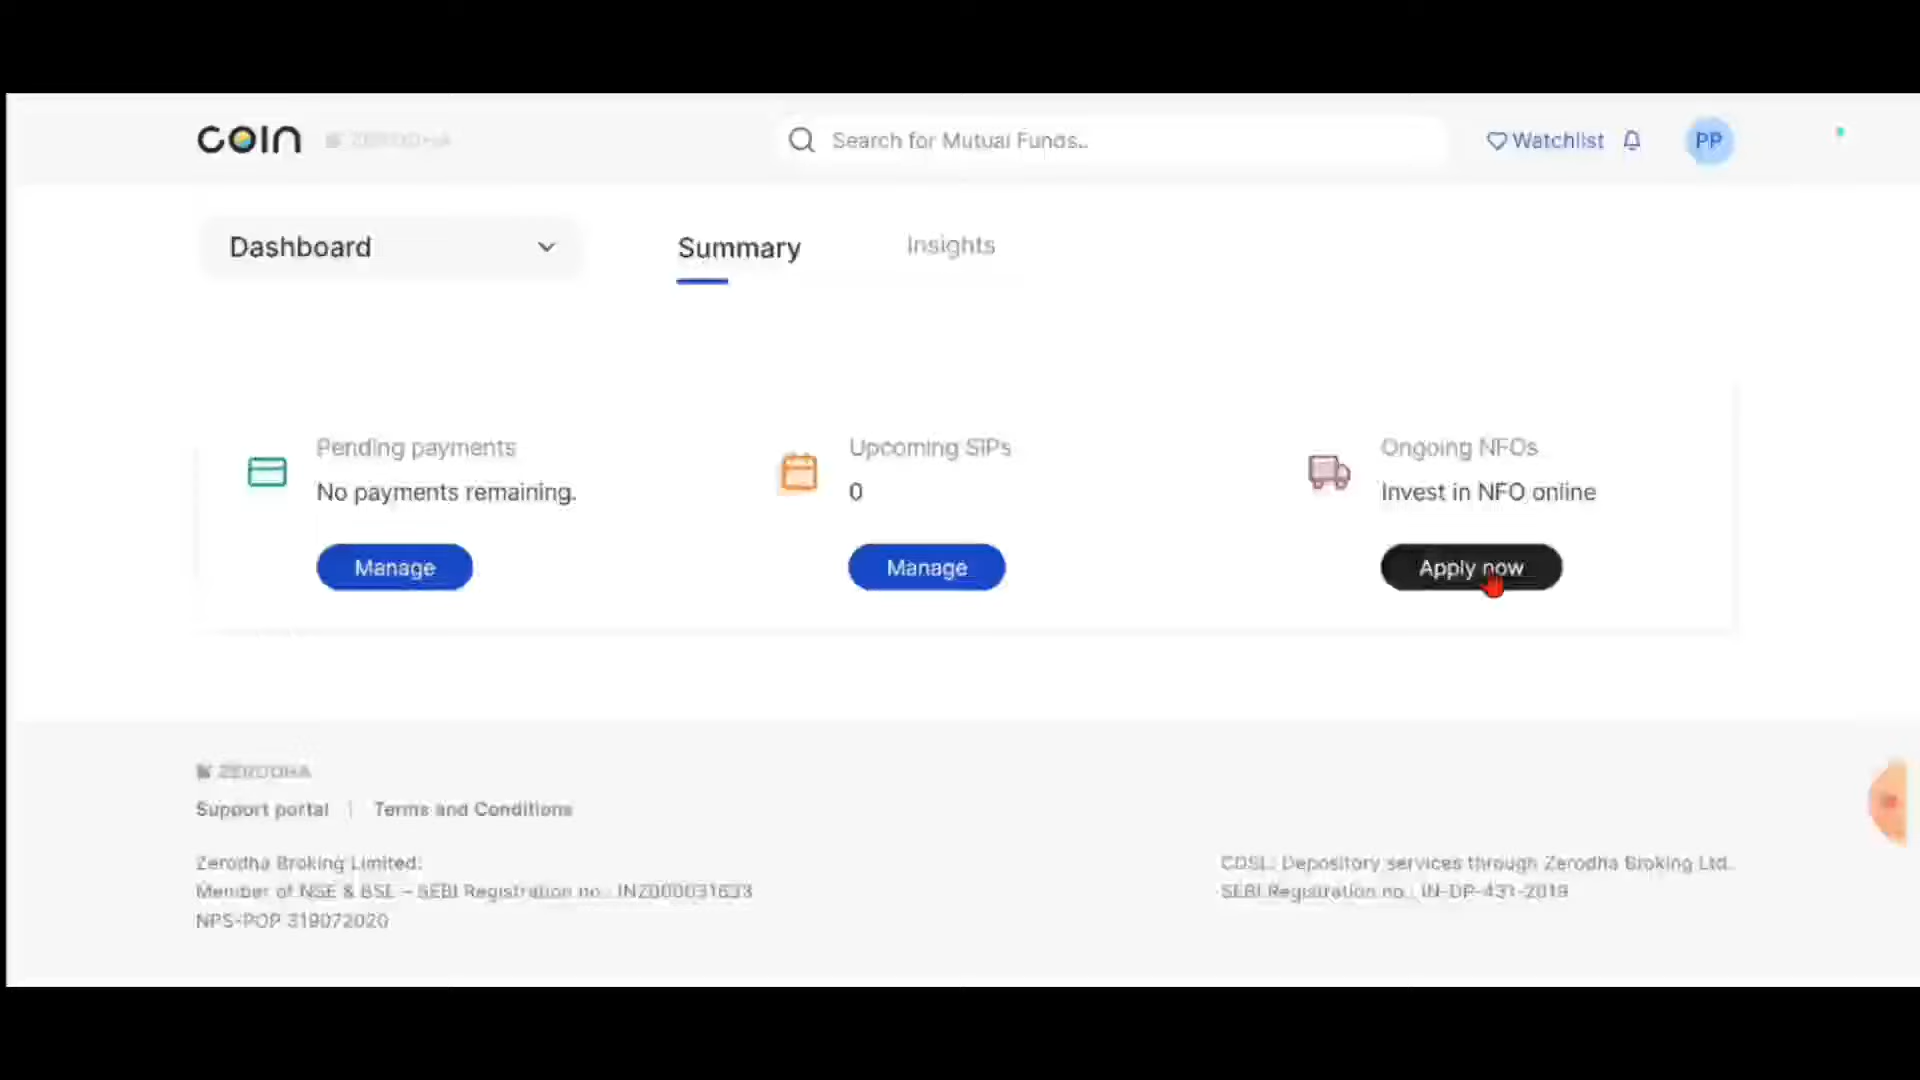 coin ZERODHA
Search for Mutual Funds..
Watchlist
PP
Dashboard
Summary
Insights
Pending payments
No payments remaining.
Manage
Upcoming SIPs
0
Manage
Ongoing NFOs
Invest in NFO online
Apply now
ZERODHA
Support portal | Terms and Conditions
Zerodha Broking Limited:
Member of NSE & BSE – SEBI Registration no.: INZ000031633
NPS-POP 319072020
CDSL: Depository services through Zerodha Broking Ltd.
SEBI Registration no.: IN-DP-431-2019